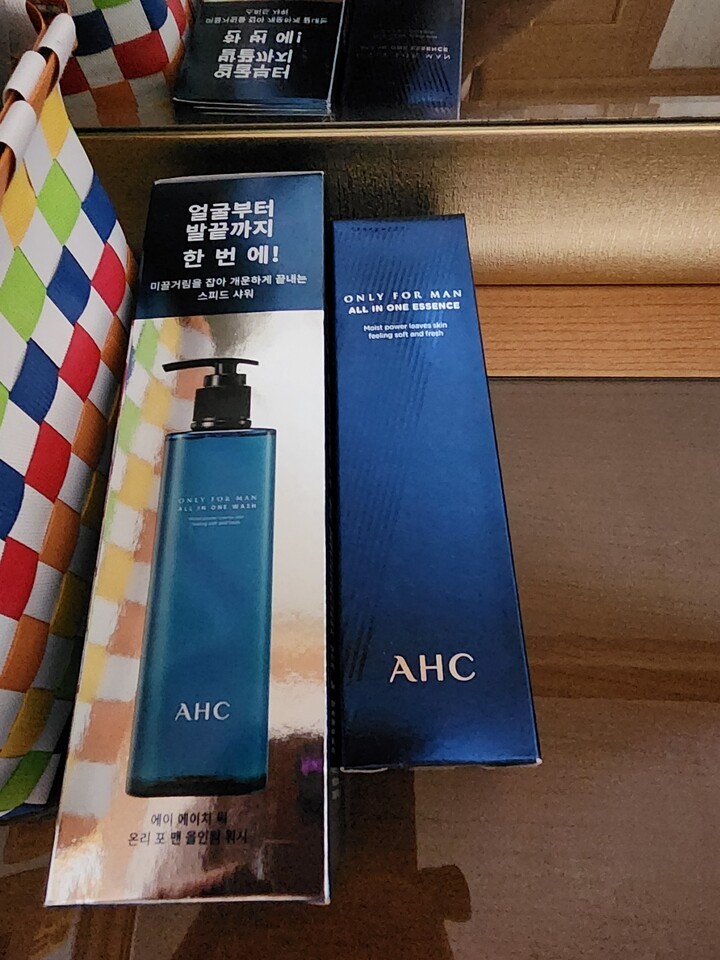 얼굴부터
발끝까지
한 번 에!
미끌거림을 잡아 개운하게 끝내는
스피드 샤워
ONLY FOR MAN
ALL IN ONE WASH
AHC
에이 에이치 씨
온리 포 맨 올인원 워시
ONLY FOR MAN
ALL IN ONE ESSENCE
Moist power leaves skin
feeling soft and fresh
AHC